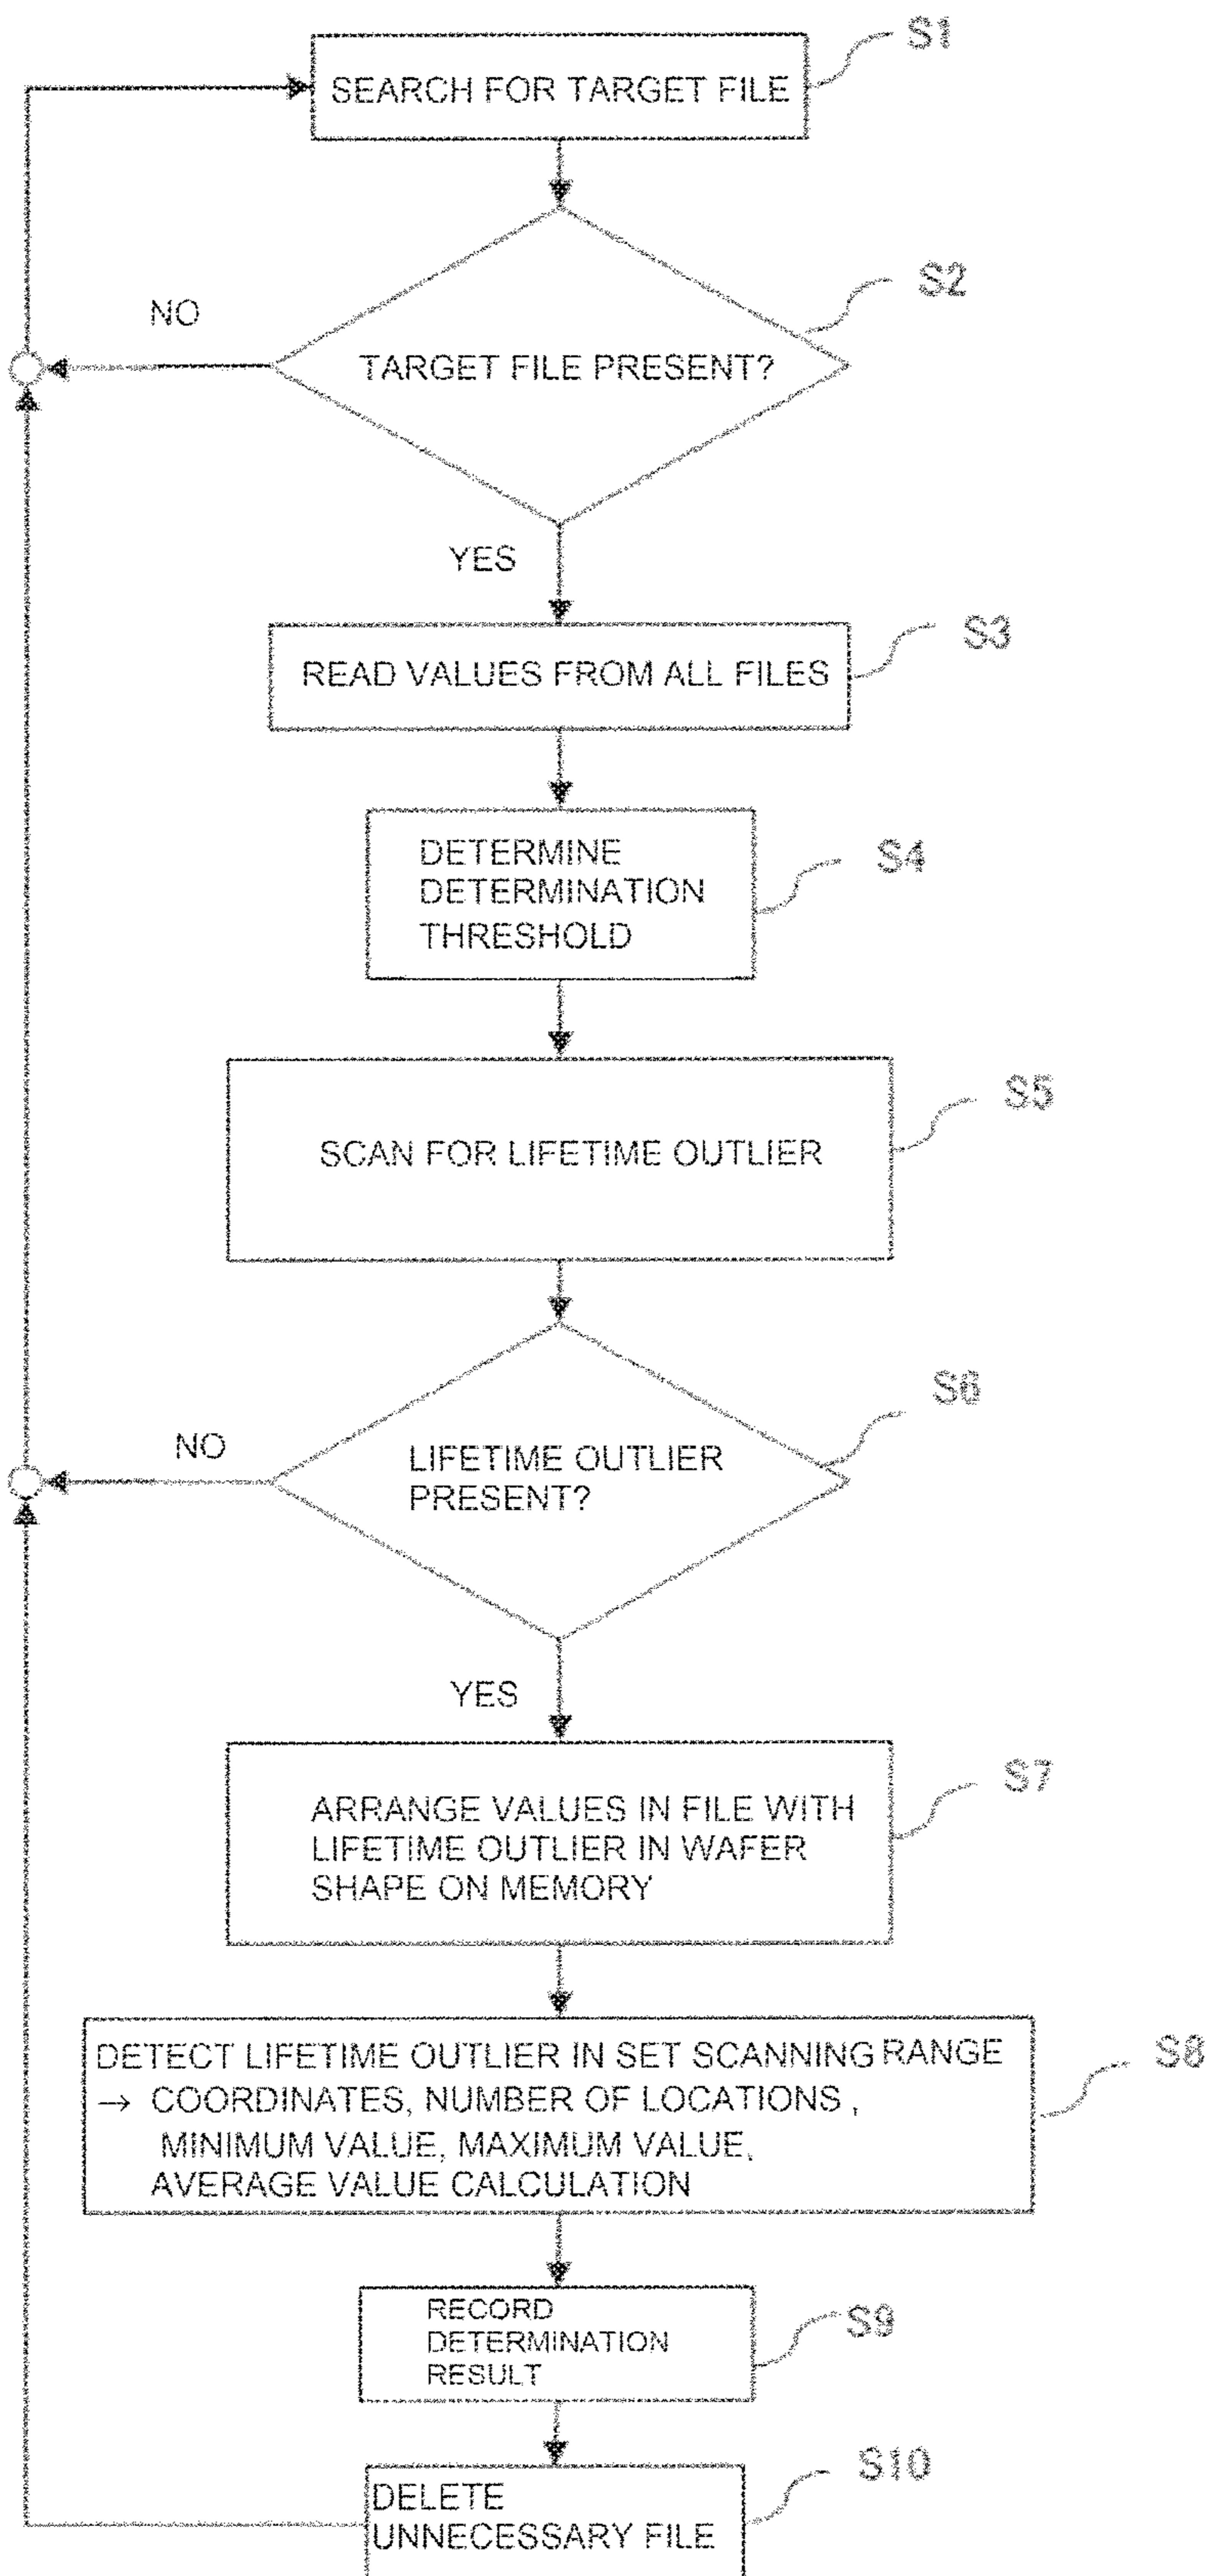 S1
SEARCH FOR TARGET FILE
S2
NO
TARGET FILE PRESENT?
YES
S3
READ VALUES FROM ALL FILES
S4
DETERMINE
DETERMINATION
THRESHOLD
S5
SCAN FOR LIFETIME OUTLIER
S6
NO
LIFETIME OUTLIER
PRESENT?
YES
S7
ARRANGE VALUES IN FILE WITH
LIFETIME OUTLIER IN WAFER
SHAPE ON MEMORY
S8
DETECT LIFETIME OUTLIER IN SET SCANNING RANGE
→ COORDINATES, NUMBER OF LOCATIONS ,
MINIMUM VALUE, MAXIMUM VALUE,
AVERAGE VALUE CALCULATION
S9
RECORD
DETERMINATION
RESULT
S10
DELETE
UNNECESSARY FILE